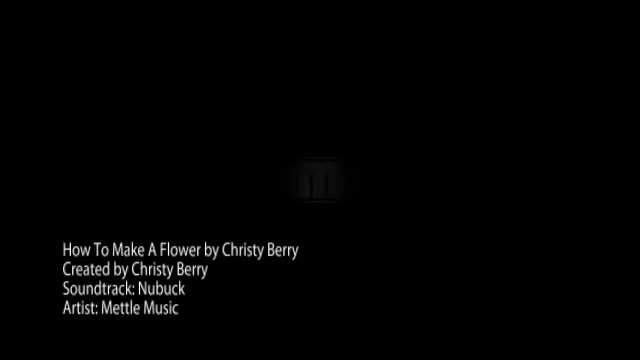 How To Make A Flower by Christy Berry
Created by Christy Berry
Soundtrack: Nubuck
Artist: Mettle Music